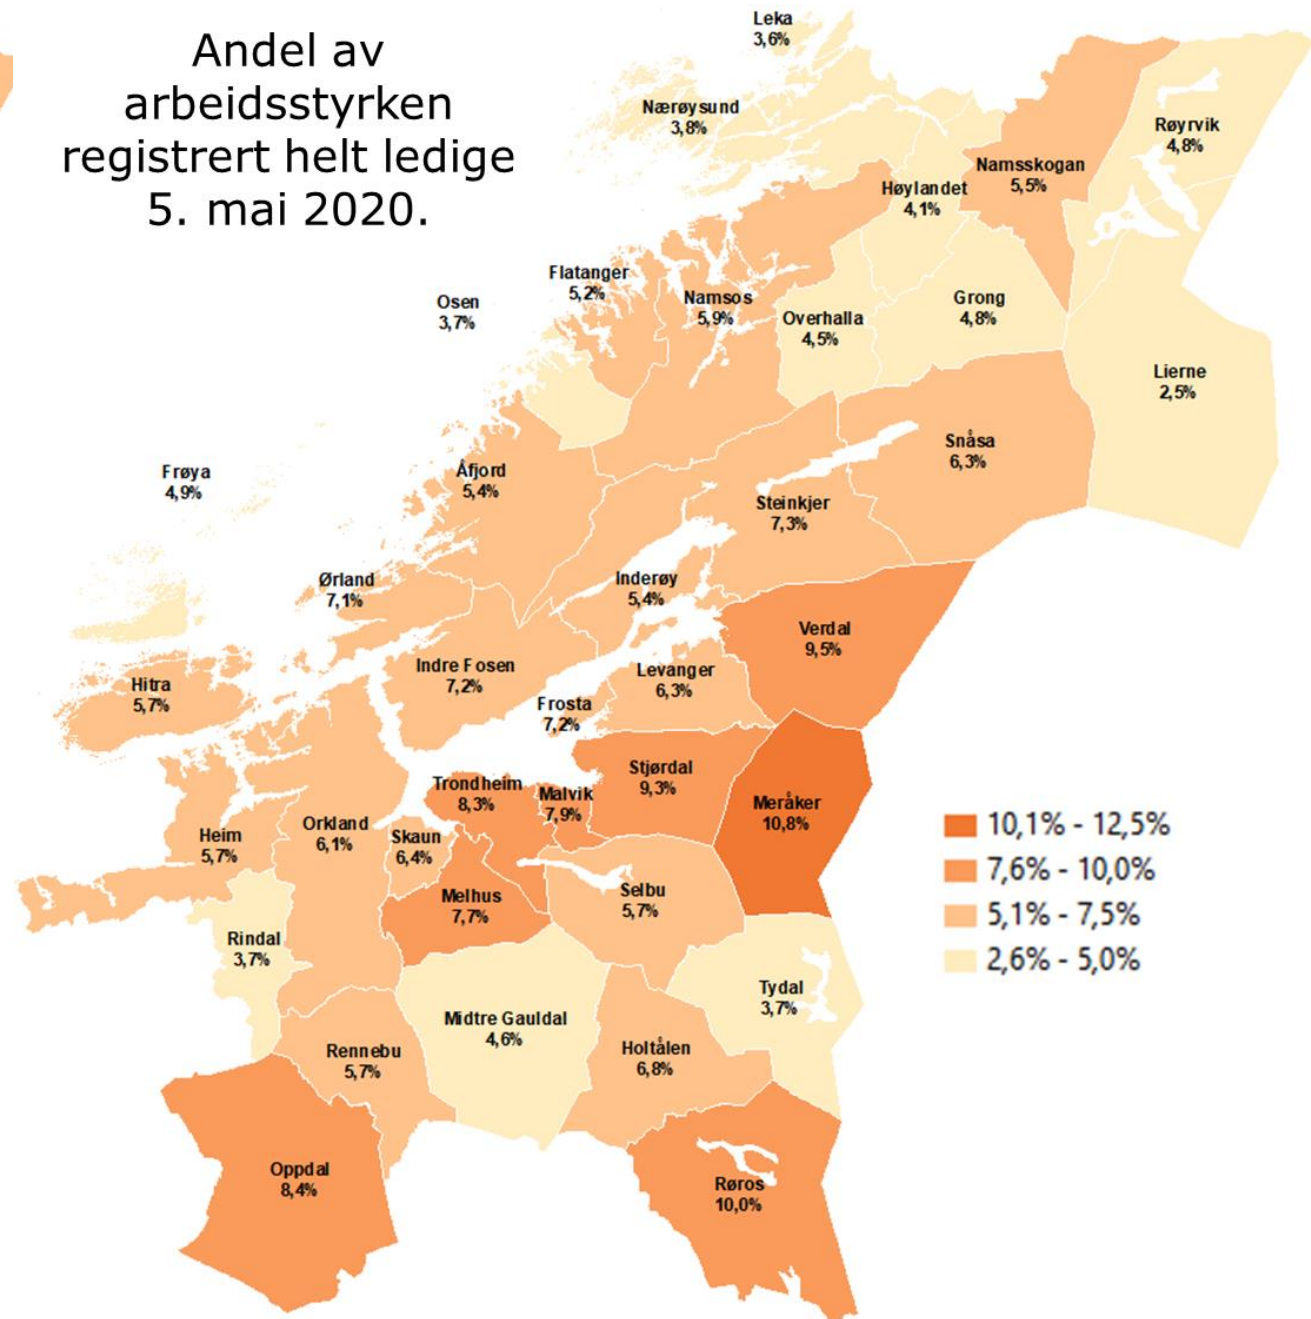 Andel av
arbeidsstyrken
registrert helt ledige
5. mai 2020.
Leka
3,6%
Nærøysund
3,8%
Røyrvik
4,8%
Namsskogan
5,5%
Høylandet
4,1%
Flatanger
5,2%
Osen
3,7%
Namsos
5,9%
Overhalla
4,5%
Grong
4,8%
Lierne
2,5%
Snåsa
6,3%
Frøya
4,9%
Åfjord
5,4%
Steinkjer
7,3%
Ørland
7,1%
Inderøy
5,4%
Verdal
9,5%
Indre Fosen
7,2%
Levanger
6,3%
Hitra
5,7%
Frosta
7,2%
Stjørdal
9,3%
Trondheim
8,3%
Malvik
7,9%
Meråker
10,8%
Heim
5,7%
Orkland
6,1%
Skaun
6,4%
Melhus
7,7%
Selbu
5,7%
Rindal
3,7%
Tydal
3,7%
Midtre Gauldal
4,6%
Rennebu
5,7%
Holtålen
6,8%
Oppdal
8,4%
Røros
10,0%
10,1% - 12,5%
7,6% - 10,0%
5,1% - 7,5%
2,6% - 5,0%